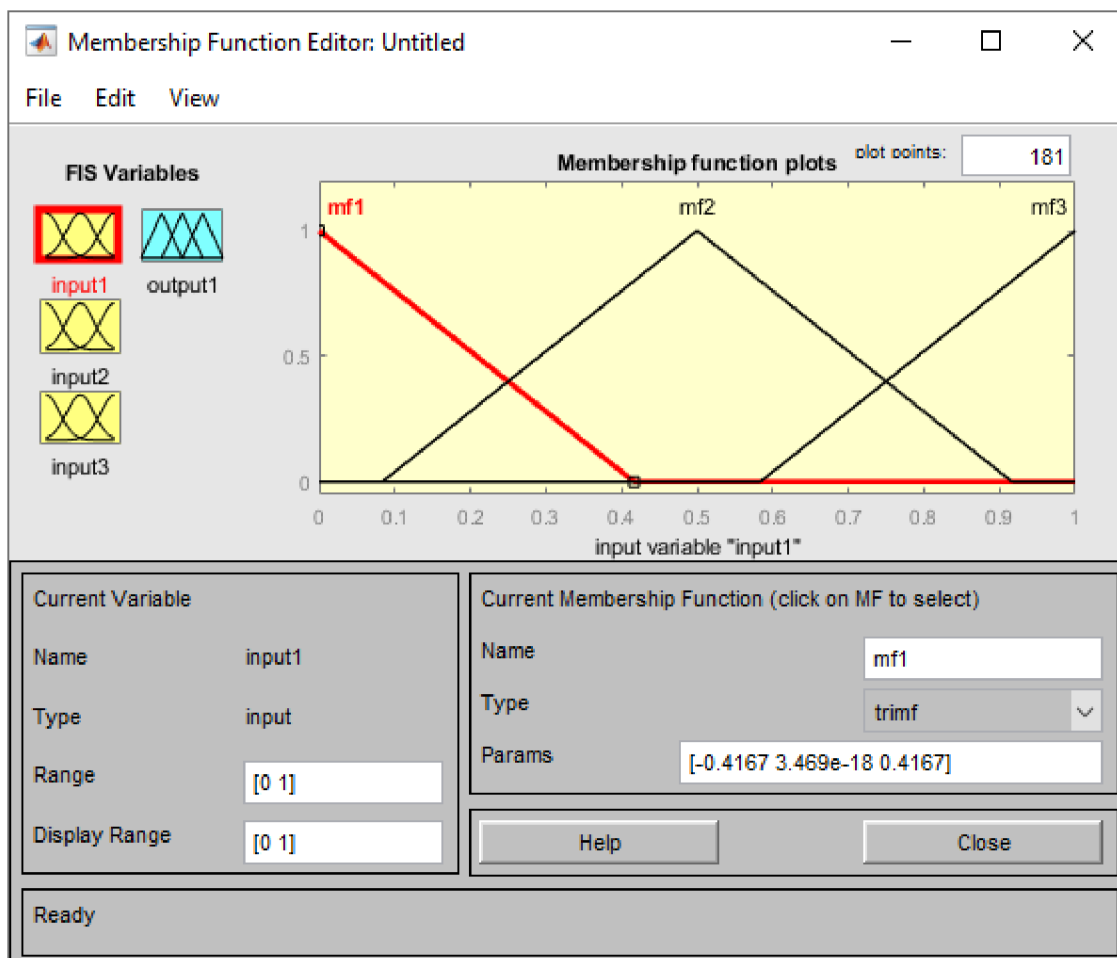 Membership Function Editor: Untitled
File Edit View
FIS Variables
input1
output1
input2
input3
Membership function plots
plot points:
181
mf1
mf2
mf3
1
0.5
0
0 0.1 0.2 0.3 0.4 0.5 0.6 0.7 0.8 0.9 1
input variable "input1"
Current Variable
Name input1
Type input
Range [0 1]
Display Range [0 1]
Current Membership Function (click on MF to select)
Name mf1
Type trimf
Params [-0.4167 3.469e-18 0.4167]
Help Close
Ready